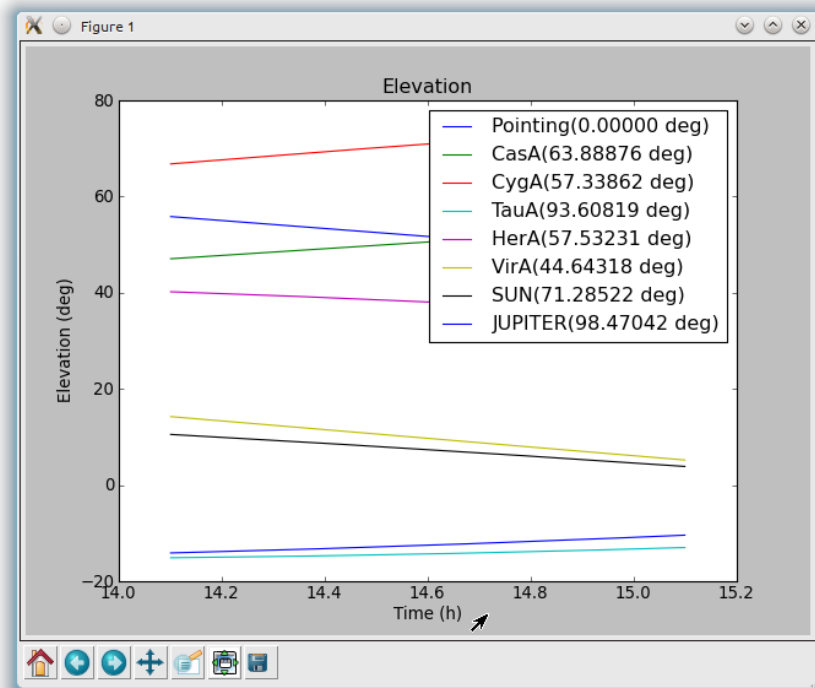 Figure 1
Elevation
Pointing(0.00000 deg)
CasA(63.88876 deg)
CygA(57.33862 deg)
TauA(93.60819 deg)
HerA(57.53231 deg)
VirA(44.64318 deg)
SUN(71.28522 deg)
JUPITER(98.47042 deg)
Elevation (deg)
80
60
40
20
0
−20
14.0 14.2 14.4 14.6 14.8 15.0 15.2
Time (h)